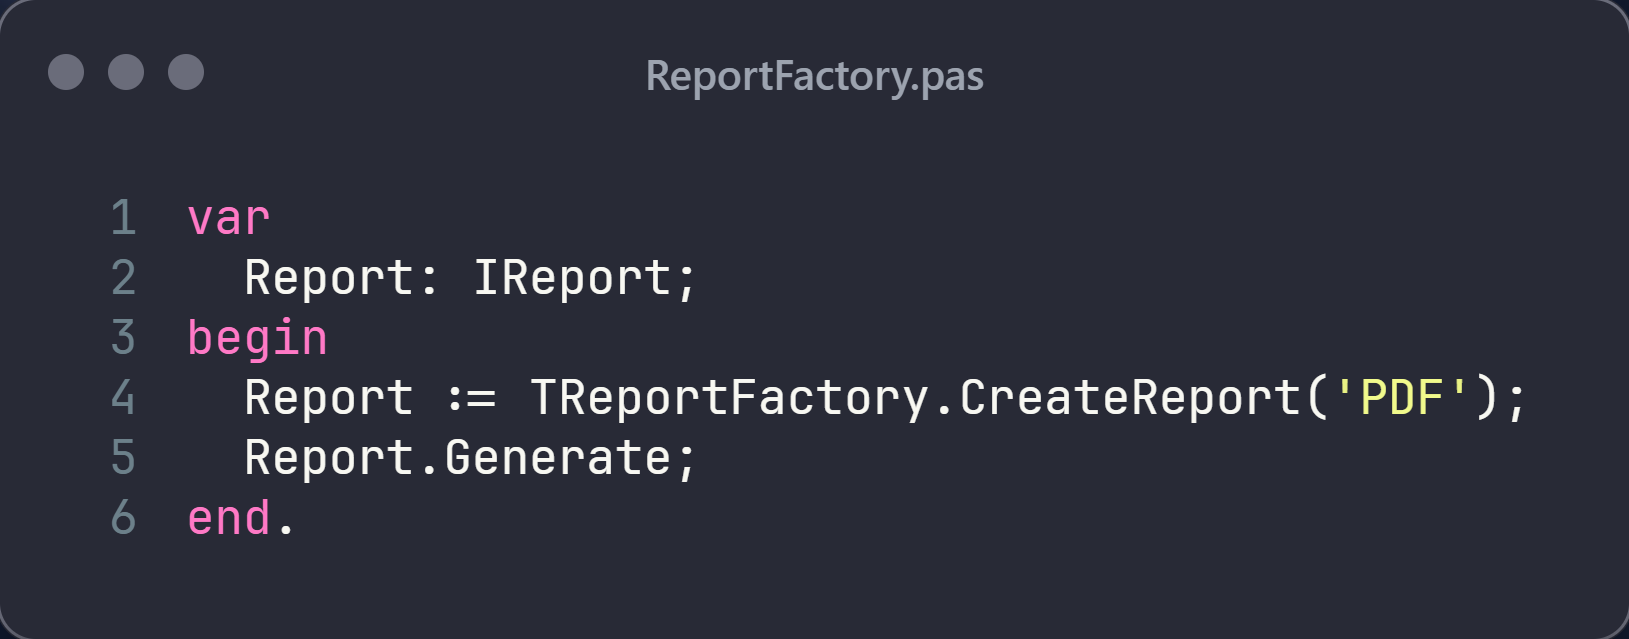 ReportFactory.pas
1 var
2   Report: IReport;
3 begin
4   Report := TReportFactory.CreateReport('PDF');
5   Report.Generate;
6 end.